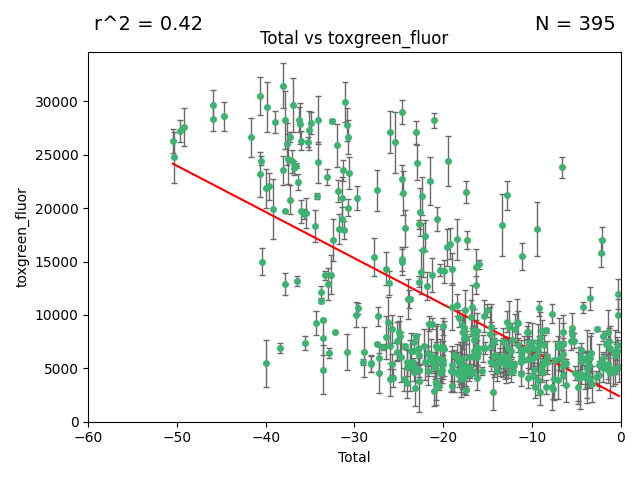 r^2 = 0.42
N = 395
Total vs toxgreen_fluor
30000
25000
20000
15000
10000
5000
0
toxgreen_fluor
−60
−50
−40
−30
−20
−10
0
Total